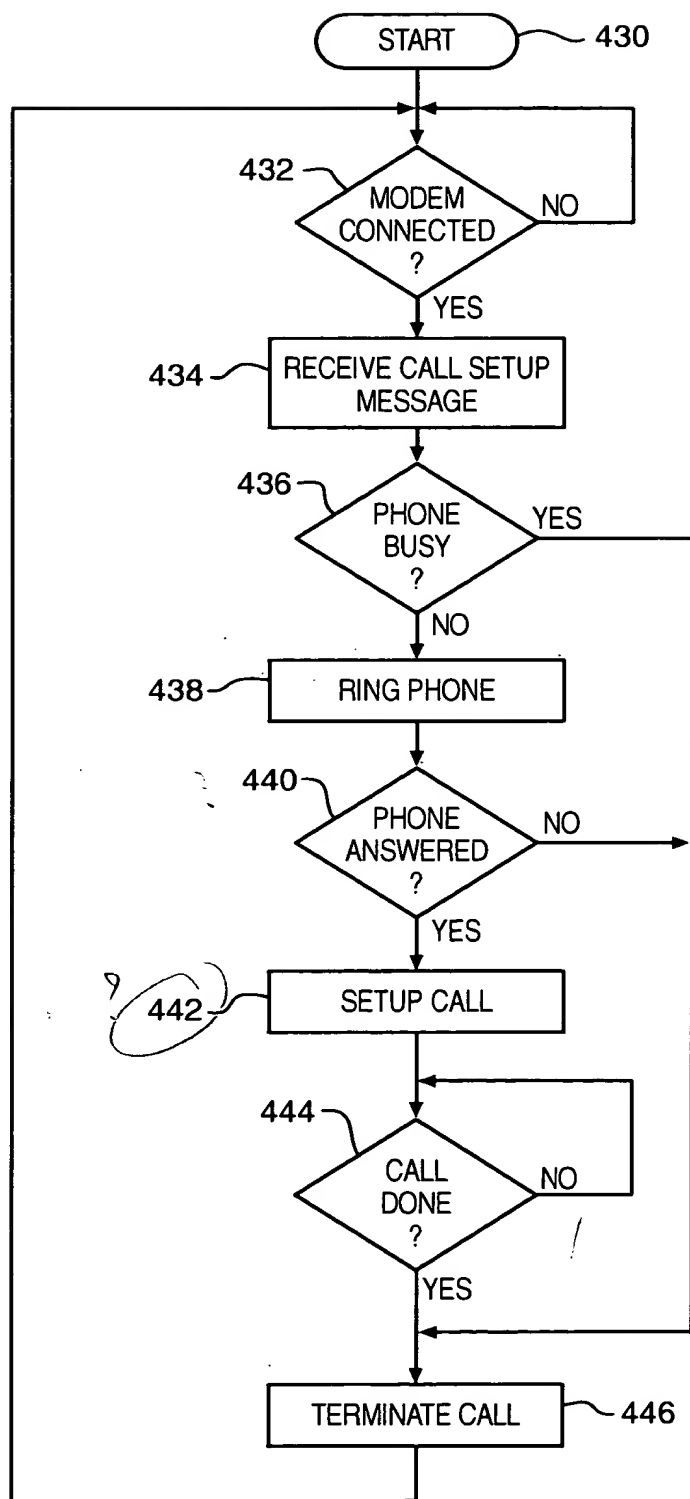 START
430
432
MODEM
CONNECTED
?
NO
YES
434
RECEIVE CALL SETUP
MESSAGE
436
PHONE
BUSY
?
YES
NO
438
RING PHONE
440
PHONE
ANSWERED
?
NO
YES
442
SETUP CALL
444
CALL
DONE
?
NO
YES
TERMINATE CALL
446